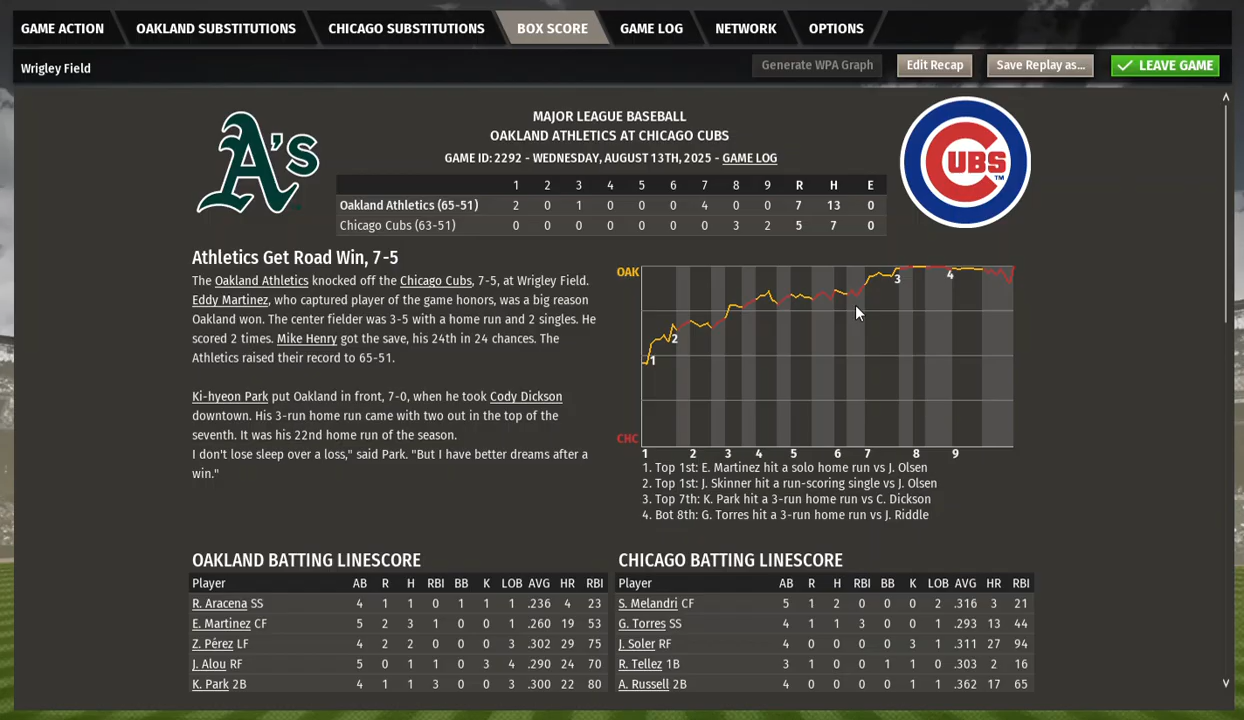 GAME ACTION OAKLAND SUBSTITUTIONS CHICAGO SUBSTITUTIONS BOX SCORE GAME LOG NETWORK OPTIONS
Wrigley Field Generate WPA Graph Edit Recap Save Replay as... LEAVE GAME
A's
CUBS
TM
MAJOR LEAGUE BASEBALL
OAKLAND ATHLETICS AT CHICAGO CUBS
GAME ID: 2292 - WEDNESDAY, AUGUST 13TH, 2025 - GAME LOG
1 2 3 4 5 6 7 8 9 R H E
Oakland Athletics (65-51) 2 0 1 0 0 0 4 0 0 7 13 0
Chicago Cubs (63-51) 0 0 0 0 0 0 0 3 2 5 7 0
Athletics Get Road Win, 7-5
The Oakland Athletics knocked off the Chicago Cubs, 7-5, at Wrigley Field.
Eddy Martinez, who captured player of the game honors, was a big reason
Oakland won. The center fielder was 3-5 with a home run and 2 singles. He
scored 2 times. Mike Henry got the save, his 24th in 24 chances. The
Athletics raised their record to 65-51.
Ki-hyeon Park put Oakland in front, 7-0, when he took Cody Dickson
downtown. His 3-run home run came with two out in the top of the
seventh. It was his 22nd home run of the season.
I don't lose sleep over a loss," said Park. "But I have better dreams after a
win."
OAK
3 4
2
1
CHC
1 2 3 4 5 6 7 8 9
1. Top 1st: E. Martinez hit a solo home run vs J. Olsen
2. Top 1st: J. Skinner hit a run-scoring single vs J. Olsen
3. Top 7th: K. Park hit a 3-run home run vs C. Dickson
4. Bot 8th: G. Torres hit a 3-run home run vs J. Riddle
OAKLAND BATTING LINESCORE
Player AB R H RBI BB K LOB AVG HR RBI
R. Aracena SS 4 1 1 0 1 1 1 .236 4 23
E. Martinez CF 5 2 3 1 0 0 1 .260 19 53
Z. Pérez LF 4 2 2 0 0 0 3 .302 29 75
J. Alou RF 5 0 1 1 0 3 4 .290 24 70
K. Park 2B 4 1 1 3 0 0 3 .300 22 80
CHICAGO BATTING LINESCORE
Player AB R H RBI BB K LOB AVG HR RBI
S. Melandri CF 5 1 2 0 0 0 2 .316 3 21
G. Torres SS 4 1 1 3 0 0 1 .293 13 44
J. Soler RF 4 0 0 0 0 3 1 .311 27 94
R. Tellez 1B 3 1 0 0 1 1 0 .303 2 16
A. Russell 2B 4 0 0 0 0 1 1 .362 17 65